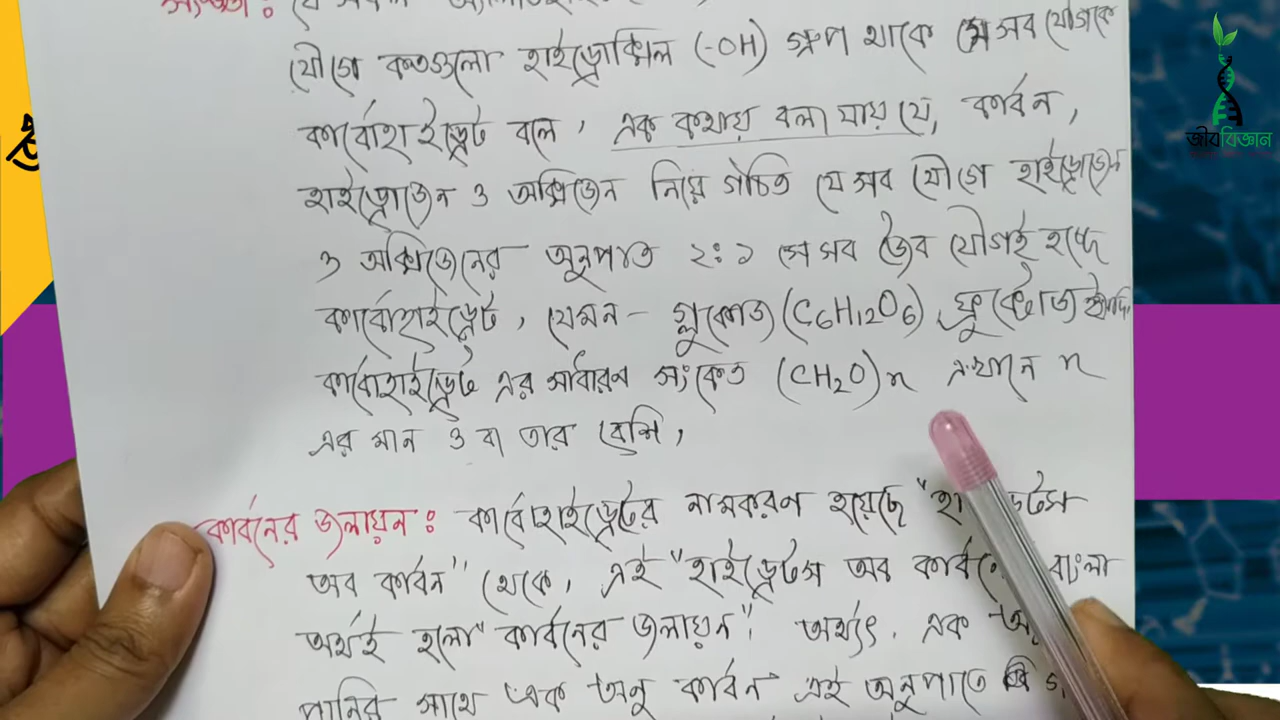 সংজ্ঞা : যে সকল
যৌগে কতগুলো হাইড্রোক্সিল (-OH) গ্রুপ থাকে সে সব যৌগকে
কার্বোহাইড্রেট বলে, এক কথায় বলা যায় যে, কার্বন,
হাইড্রোজেন ও অক্সিজেন নিয়ে গঠিত যে সব যৌগে হাইড্রোজেন
ও অক্সিজেনের অনুপাত ২:১ সে সব জৈব যৌগই হচ্ছে
কার্বোহাইড্রেট, যেমন- গ্লুকোজ (C6H12O6), ফ্রুক্টোজ ইত্যাদি
কার্বোহাইড্রেট এর সাধারন সংকেত (CH2O)n এখানে n
এর মান ৩ বা তার বেশি,
কার্বনের জলায়ন : কার্বোহাইড্রেটের নামকরণ হয়েছে "হা ড্রেটস
অব কার্বন" থেকে, এই "হাইড্রেটস অব কার্বনে বাংলা
অর্থই হলো "কার্বনের জলায়ন"। অর্থাৎ, এক
পানির সাথে এক অনু কার্বন এই অনুপাতে
জীববিজ্ঞান